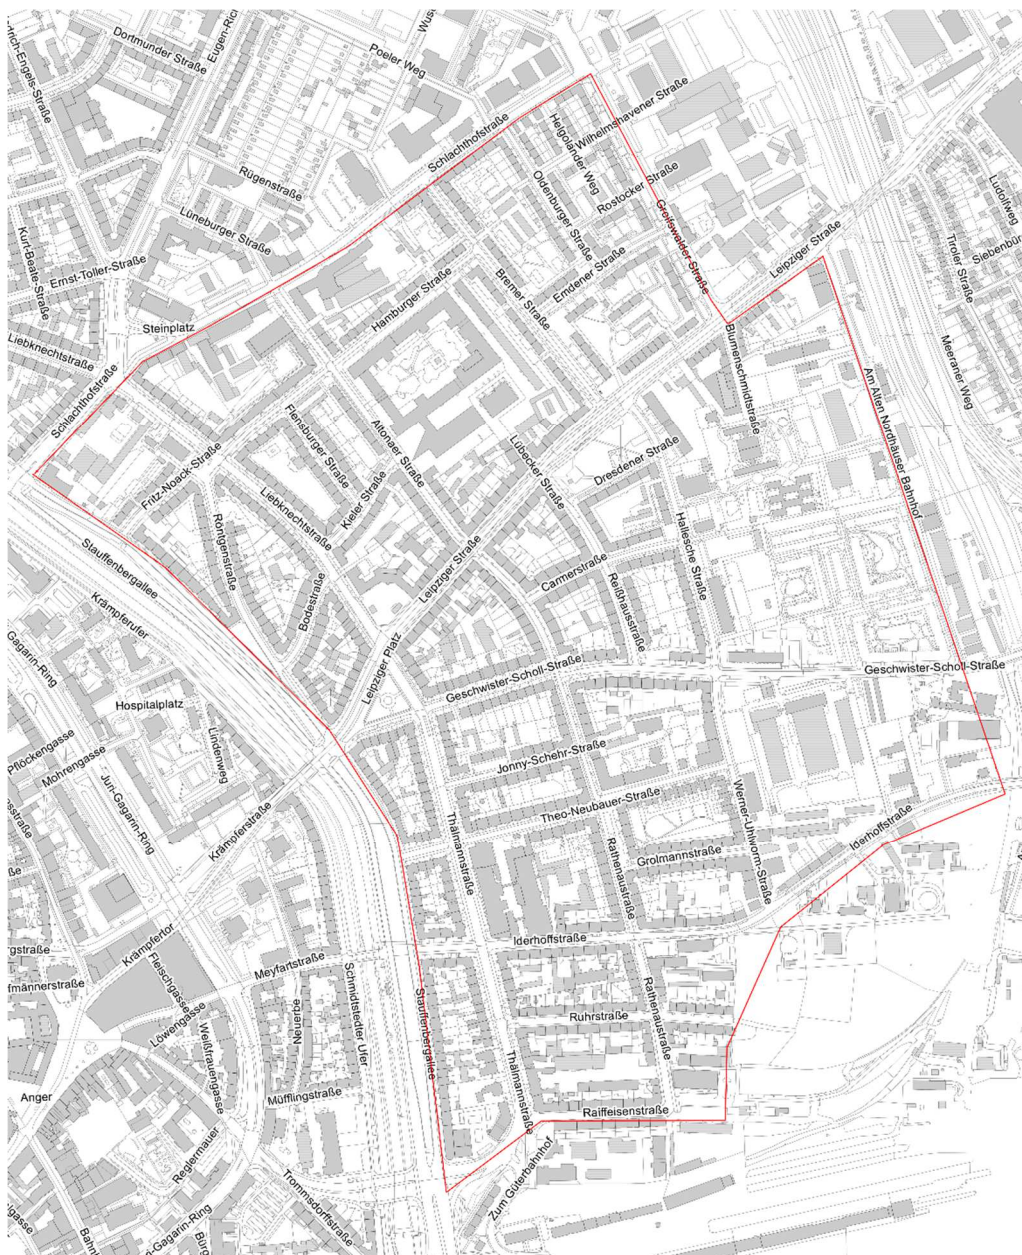 Dortmunder Straße
Poeler Weg
Schlachthofstraße
Wilhelmshavener Straße
Helgolander Weg
Rügenstraße
Rostocker Straße
Oldenburger Straße
Lüneburger Straße
Greifswalder Straße
Leipziger Straße
Ludolfweg
Tiroler Straße
Kurt-Beate-Straße
Ernst-Toller-Straße
Emdener Straße
Bremer Straße
Hamburger Straße
Steinplatz
Liebknechtstraße
Schlachthofstraße
Blumenschmidtstraße
Meeraner Weg
Am Alten Nordhäuser Bahnhof
Flensburger Straße
Altonaer Straße
Lübecker Straße
Dresdener Straße
Fritz-Noack-Straße
Liebknechtstraße
Kieler Straße
Röntgenstraße
Hallesche Straße
Stauffenbergallee
Leipziger Straße
Carmerstraße
Reißhausstraße
Bodestraße
Krämpferufer
Gagarin-Ring
Leipziger Platz
Geschwister-Scholl-Straße
Geschwister-Scholl-Straße
Hospitalplatz
Lindenweg
Pflöckengasse
Mohrengasse
Jonny-Schehr-Straße
Juri-Gagarin-Ring
Krämpferstraße
Theo-Neubauer-Straße
Werner-Uhlworm-Straße
Iderhoffstraße
Thälmannstraße
Rathenaustraße
Grolmannstraße
Krämpfertor
Iderhoffstraße
Fleischgasse
Meyfartstraße
Schmidtstedter Ufer
Stauffenbergallee
Löwengasse
Weißfrauengasse
Neuerbe
Ruhrstraße
Rathenaustraße
Thälmannstraße
Anger
Müfflingstraße
Raiffeisenstraße
Reglermauer
Zum Güterbahnhof
Trommsdorffstraße